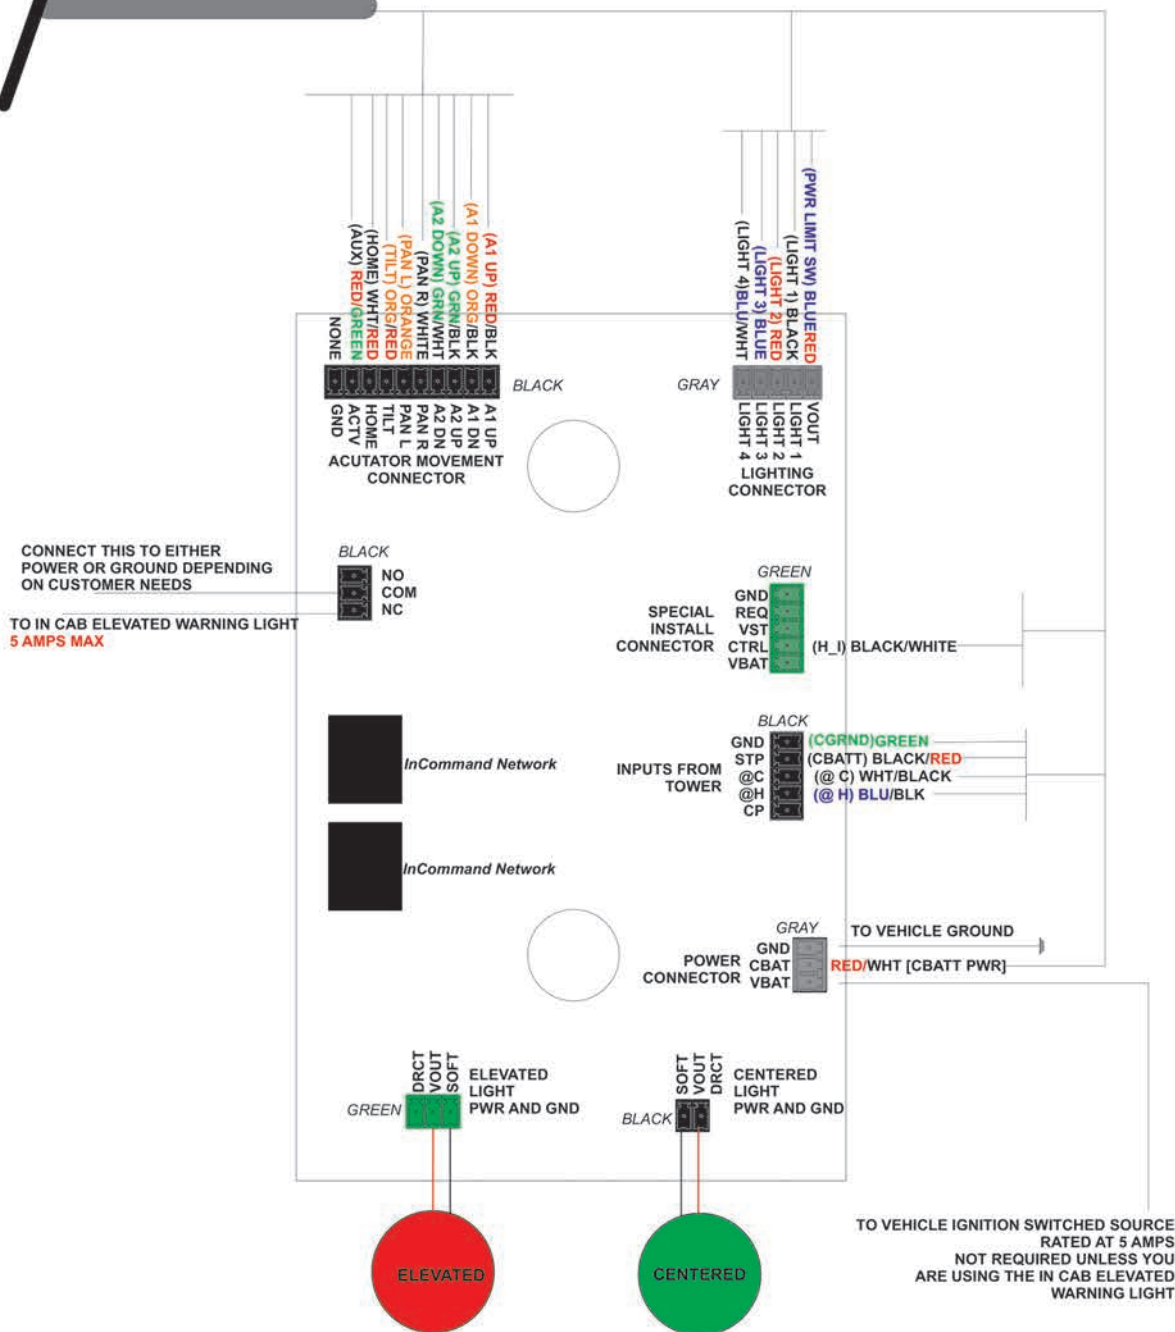 (AUX) RED/GREEN
(HOME) WHT/RED
(TILT) ORG/RED
(PAN L) ORANGE
(PAN R) WHITE
(A2 DOWN) GRN/WHT
(A2 UP) GRN/BLK
(A1 DOWN) ORG/BLK
(A1 UP) RED/BLK
NONE
BLACK
GND
ACTV
HOME
TILT
PAN L
PAN R
A2 DN
A2 UP
A1 DN
A1 UP
ACUTATOR MOVEMENT
CONNECTOR
(LIGHT 4)BLU/WHT
(LIGHT 3) BLUE
(LIGHT 2) RED
(LIGHT 1) BLACK
(PWR LIMIT SW) BLUERED
GRAY
LIGHT 4
LIGHT 3
LIGHT 2
LIGHT 1
VOUT
LIGHTING
CONNECTOR
CONNECT THIS TO EITHER
POWER OR GROUND DEPENDING
ON CUSTOMER NEEDS
TO IN CAB ELEVATED WARNING LIGHT
5 AMPS MAX
BLACK
NO
COM
NC
GREEN
SPECIAL
INSTALL
CONNECTOR
GND
REQ
VST
CTRL
VBAT
(H_I) BLACK/WHITE
BLACK
INPUTS FROM
TOWER
GND
STP
@C
@H
CP
(CGRND)GREEN
(CBATT) BLACK/RED
(@ C) WHT/BLACK
(@ H) BLU/BLK
InCommand Network
InCommand Network
GRAY
POWER
CONNECTOR
GND
CBAT
VBAT
TO VEHICLE GROUND
RED/WHT [CBATT PWR]
DRCT
VOUT
SOFT
GREEN
ELEVATED
LIGHT
PWR AND GND
SOFT
VOUT
DRCT
BLACK
CENTERED
LIGHT
PWR AND GND
ELEVATED
CENTERED
TO VEHICLE IGNITION SWITCHED SOURCE
RATED AT 5 AMPS
NOT REQUIRED UNLESS YOU
ARE USING THE IN CAB ELEVATED
WARNING LIGHT